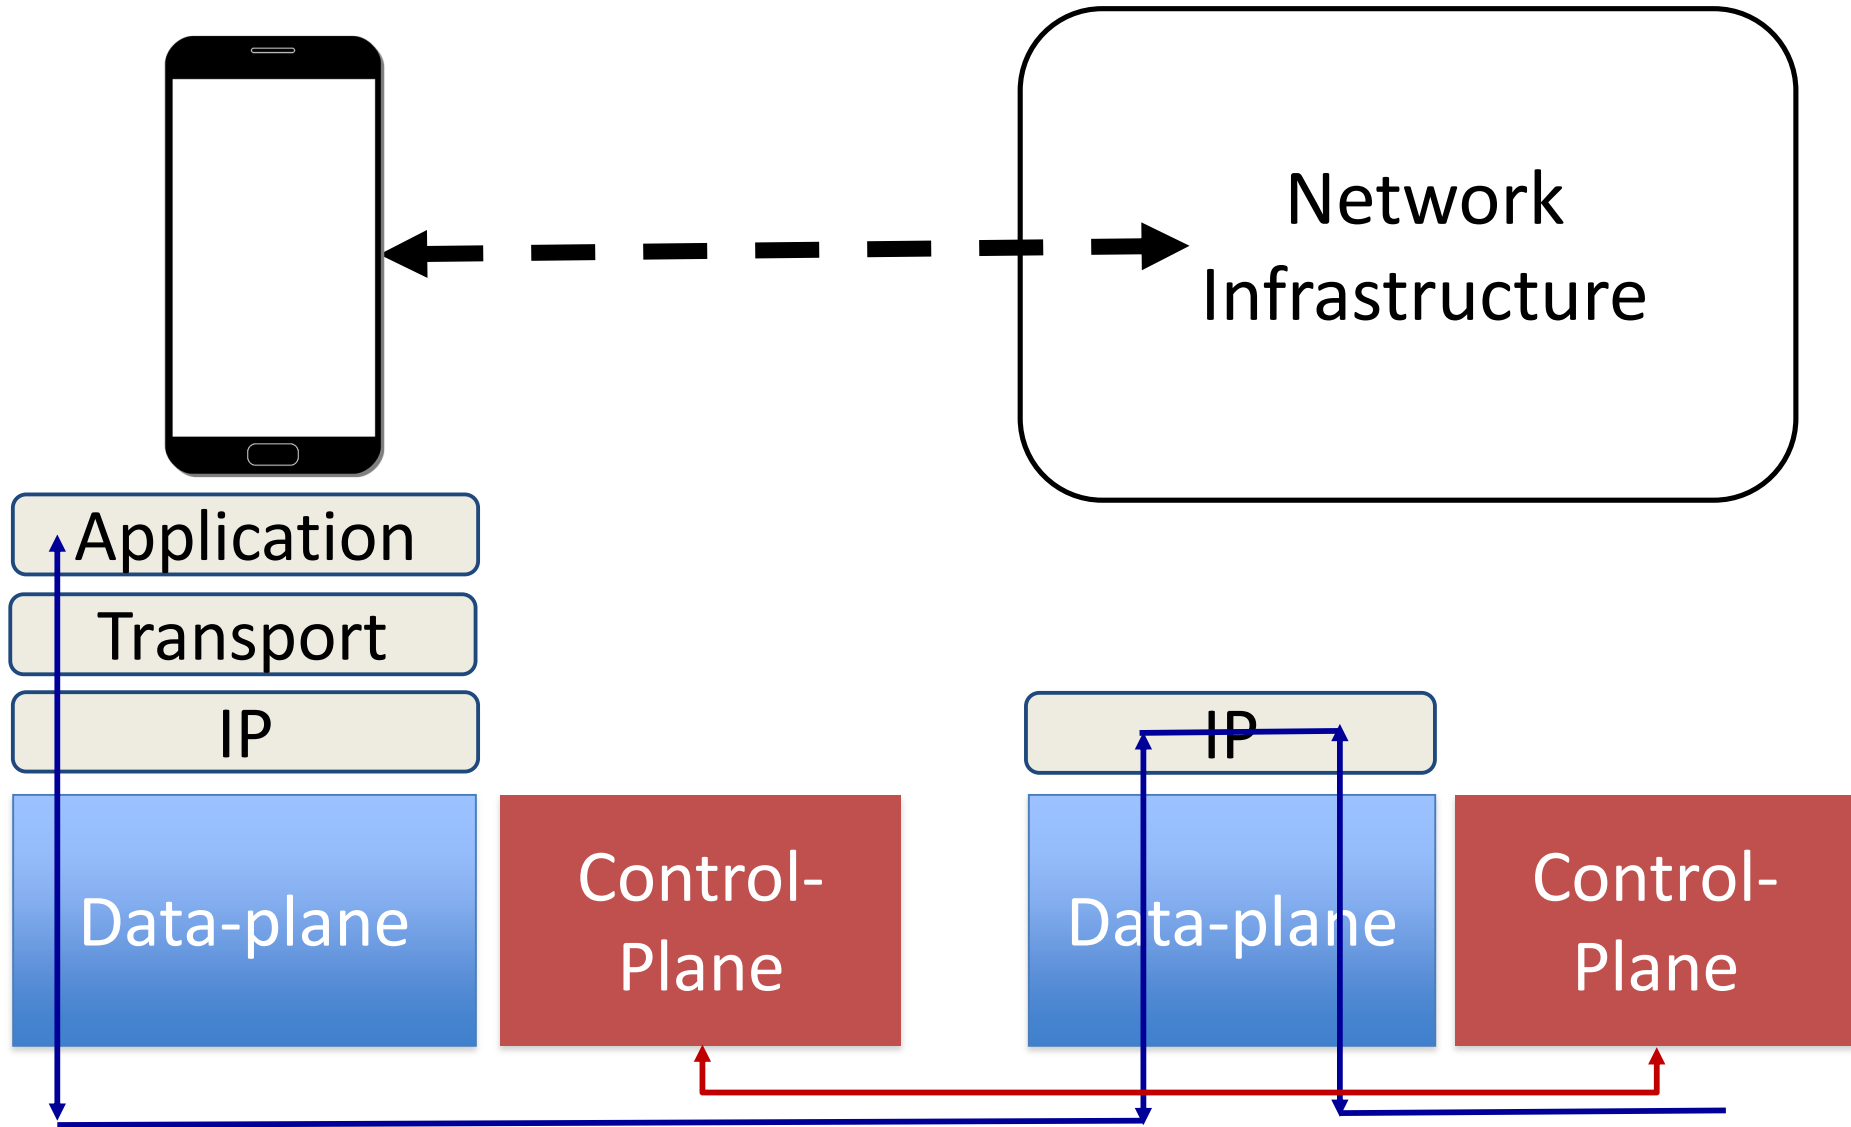 Network
Infrastructure
Application
Transport
IP
IP
Data-plane
Control-
Plane
Data-plane
Control-
Plane